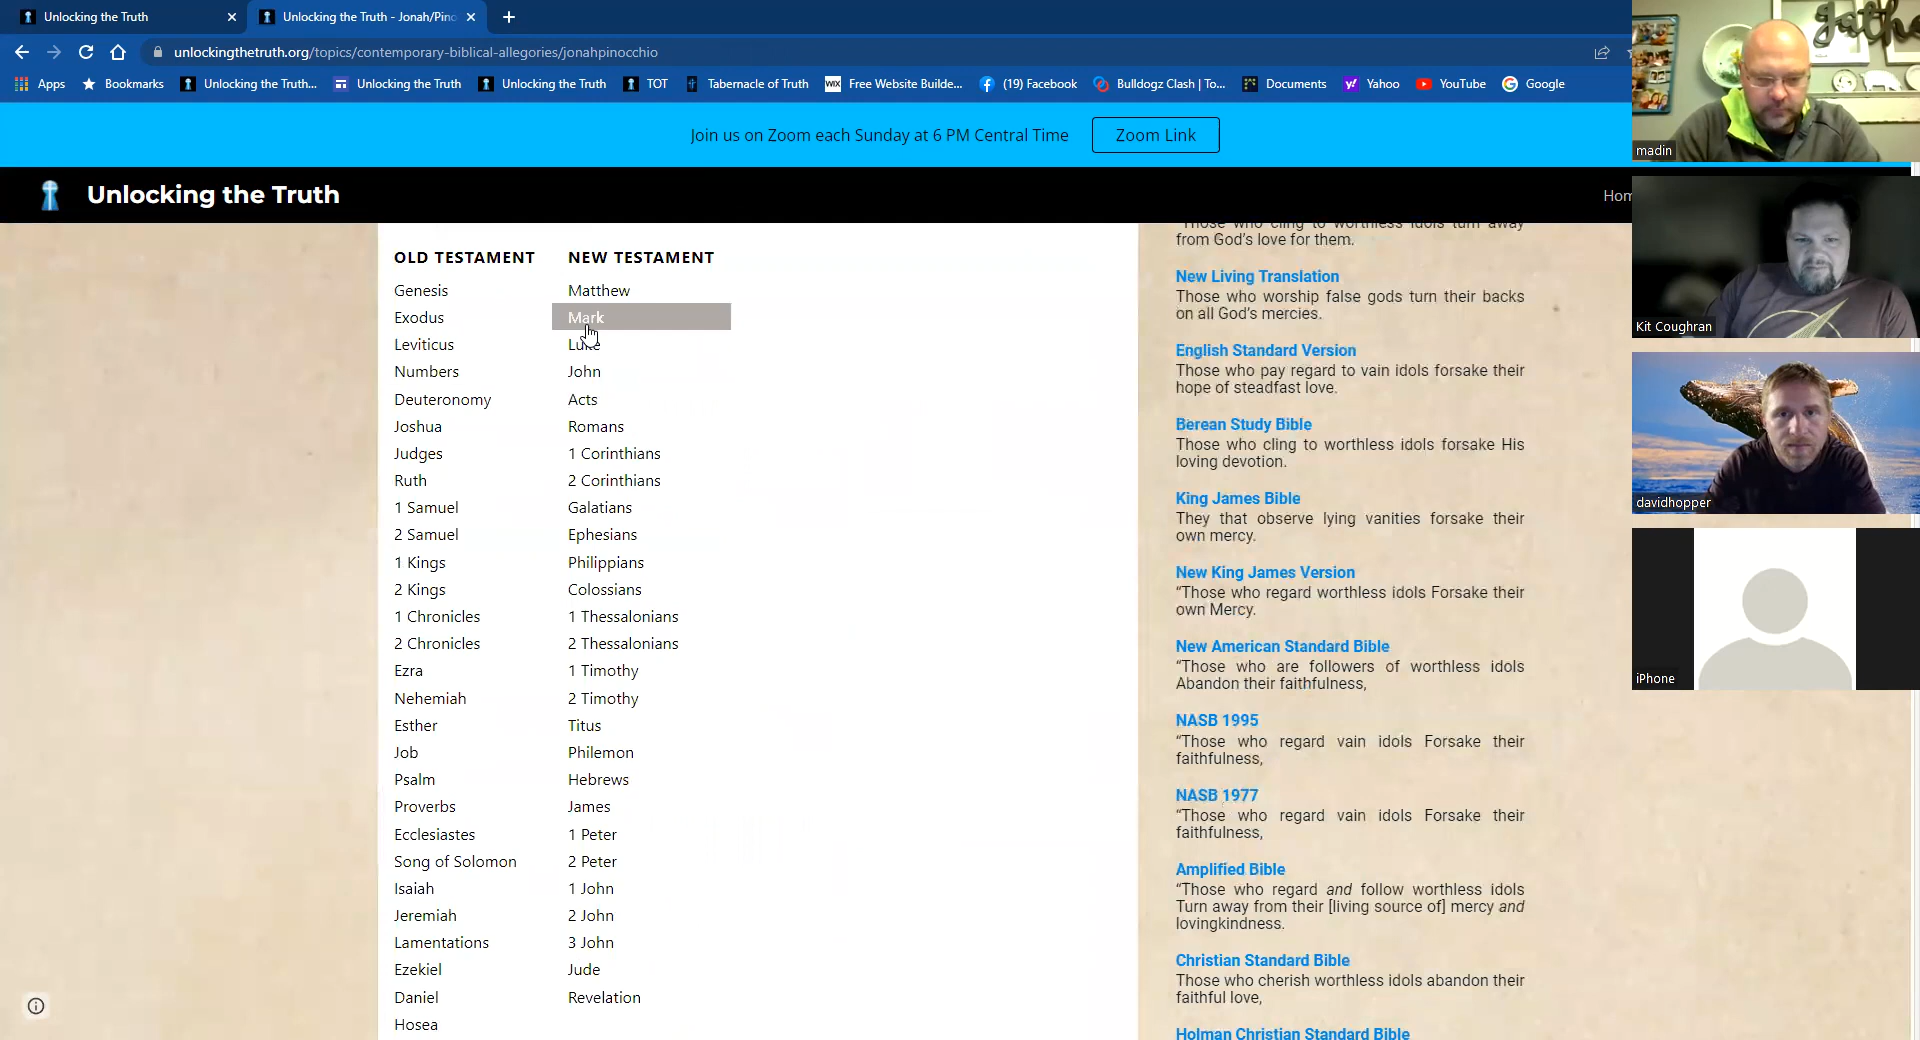 Unlocking the Truth
Unlocking the Truth - Jonah/Pino
unlockingthetruth.org/topics/contemporary-biblical-allegories/jonahpinocchio
Apps
Bookmarks
Unlocking the Truth...
Unlocking the Truth
Unlocking the Truth
TOT
Tabernacle of Truth
WIX
Free Website Builde...
(19) Facebook
Bulldogz Clash | To...
Documents
Yahoo
YouTube
Google
Join us on Zoom each Sunday at 6 PM Central Time
Zoom Link
Unlocking the Truth
Hom
OLD TESTAMENT
Genesis
Exodus
Leviticus
Numbers
Deuteronomy
Joshua
Judges
Ruth
1 Samuel
2 Samuel
1 Kings
2 Kings
1 Chronicles
2 Chronicles
Ezra
Nehemiah
Esther
Job
Psalm
Proverbs
Ecclesiastes
Song of Solomon
Isaiah
Jeremiah
Lamentations
Ezekiel
Daniel
Hosea
NEW TESTAMENT
Matthew
Mark
Luke
John
Acts
Romans
1 Corinthians
2 Corinthians
Galatians
Ephesians
Philippians
Colossians
1 Thessalonians
2 Thessalonians
1 Timothy
2 Timothy
Titus
Philemon
Hebrews
James
1 Peter
2 Peter
1 John
2 John
3 John
Jude
Revelation
"Those who cling to worthless idols turn away
from God's love for them.
New Living Translation
Those who worship false gods turn their backs
on all God's mercies.
English Standard Version
Those who pay regard to vain idols forsake their
hope of steadfast love.
Berean Study Bible
Those who cling to worthless idols forsake His
loving devotion.
King James Bible
They that observe lying vanities forsake their
own mercy.
New King James Version
“Those who regard worthless idols Forsake their
own Mercy.
New American Standard Bible
“Those who are followers of worthless idols
Abandon their faithfulness,
NASB 1995
“Those who regard vain idols Forsake their
faithfulness,
NASB 1977
“Those who regard vain idols Forsake their
faithfulness,
Amplified Bible
“Those who regard and follow worthless idols
Turn away from their [living source of] mercy and
lovingkindness.
Christian Standard Bible
Those who cherish worthless idols abandon their
faithful love,
Holman Christian Standard Bible
gathe
madin
Kit Coughran
davidhopper
iPhone